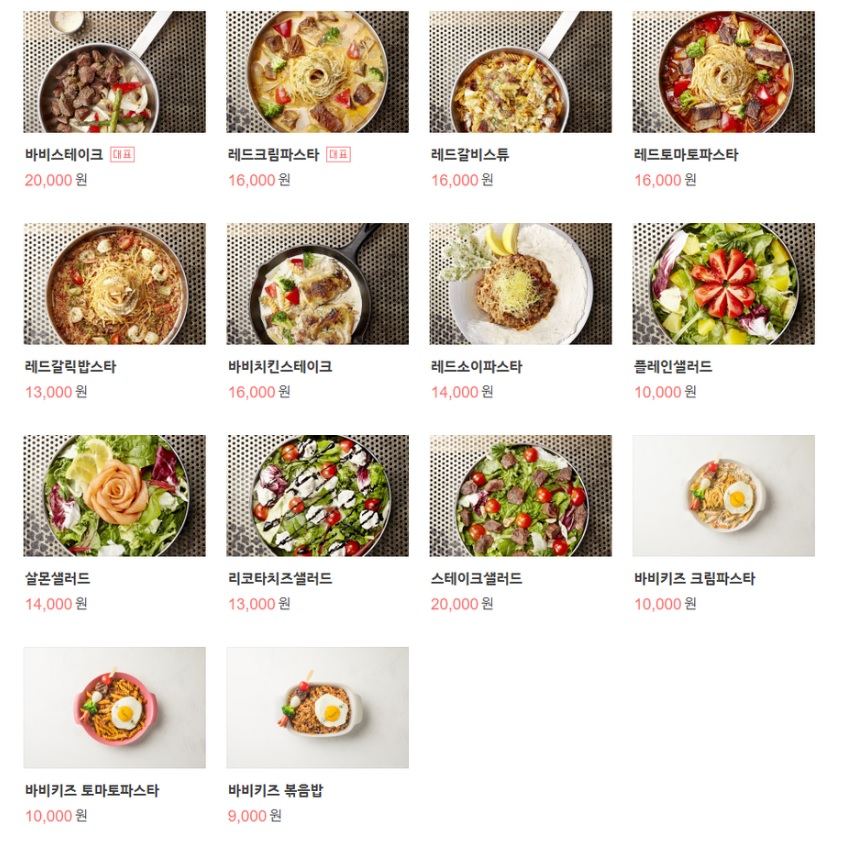 바비스테이크 대표
20,000 원
레드크림파스타 대표
16,000 원
레드갈비스튜
16,000 원
레드토마토파스타
16,000 원
레드갈릭밥스타
13,000 원
바비치킨스테이크
16,000 원
레드소이파스타
14,000 원
플레인샐러드
10,000 원
살몬샐러드
14,000 원
리코타치즈샐러드
13,000 원
스테이크샐러드
20,000 원
바비키즈 크림파스타
10,000 원
바비키즈 토마토파스타
10,000 원
바비키즈 볶음밥
9,000 원